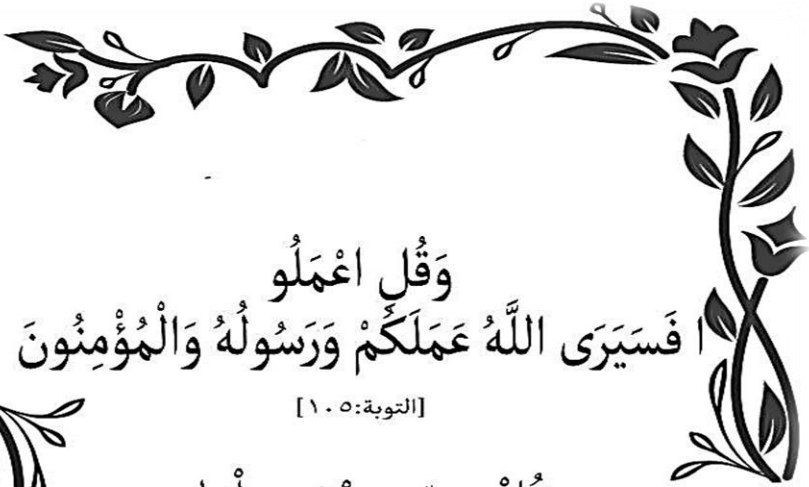 وَقُلِ اعْمَلُو
ا فَسَيَرَى اللَّهُ عَمَلَكُمْ وَرَسُولُهُ وَالْمُؤْمِنُونَ
[التوبة:١٠٥]